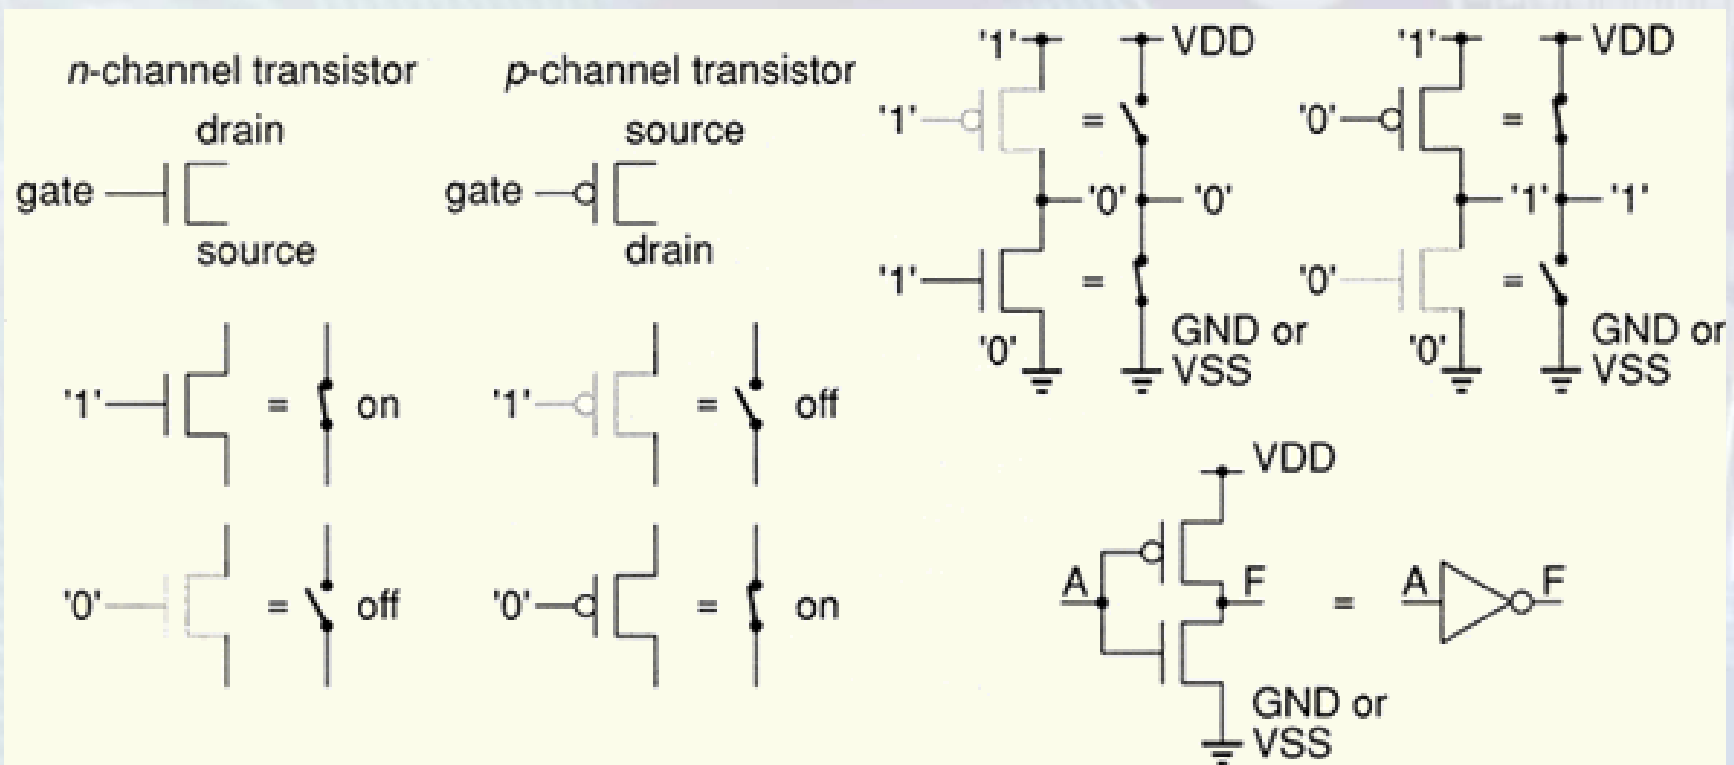 n-channel transistor
drain
gate
source
'1' = on
'0' = off
p-channel transistor
source
gate
drain
'1' = off
'0' = on
'1' VDD
'1' =
'0' '0'
'1' =
'0' GND or
VSS
'1' VDD
'0' =
'1' '1'
'0' =
'0' GND or
VSS
VDD
A F = A F
GND or
VSS